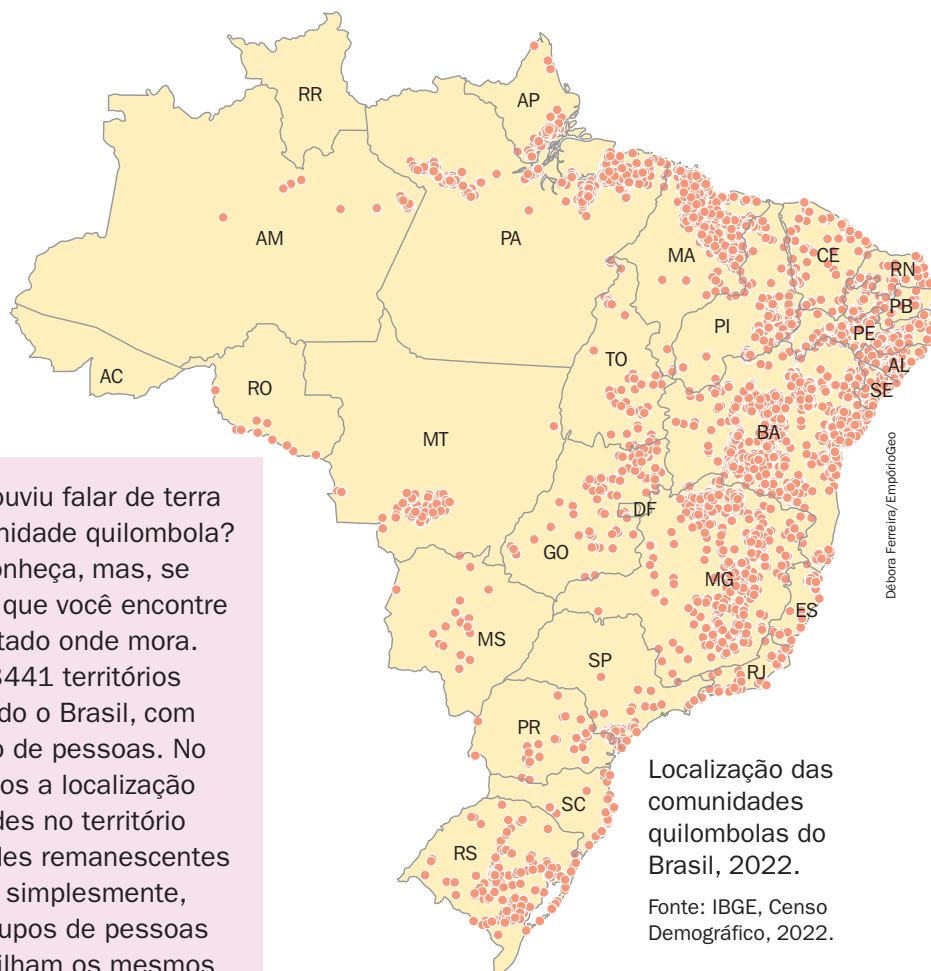 RR
AP
AM
PA
MA
CE
RN
PB
PI
PE
AL
SE
TO
AC
RO
BA
MT
DF
GO
MG
ES
MS
SP
RJ
PR
SC
RS
Débora Ferreira/EmpórioGeo
ouviu falar de terra
nidade quilombola?
onheça, mas, se
que você encontre
tado onde mora.
3441 territórios
do o Brasil, com
o de pessoas. No
os a localização
des no território
des remanescentes
simplesmente,
upos de pessoas
ilham os mesmos
Localização das
comunidades
quilombolas do
Brasil, 2022.
Fonte: IBGE, Censo
Demográfico, 2022.